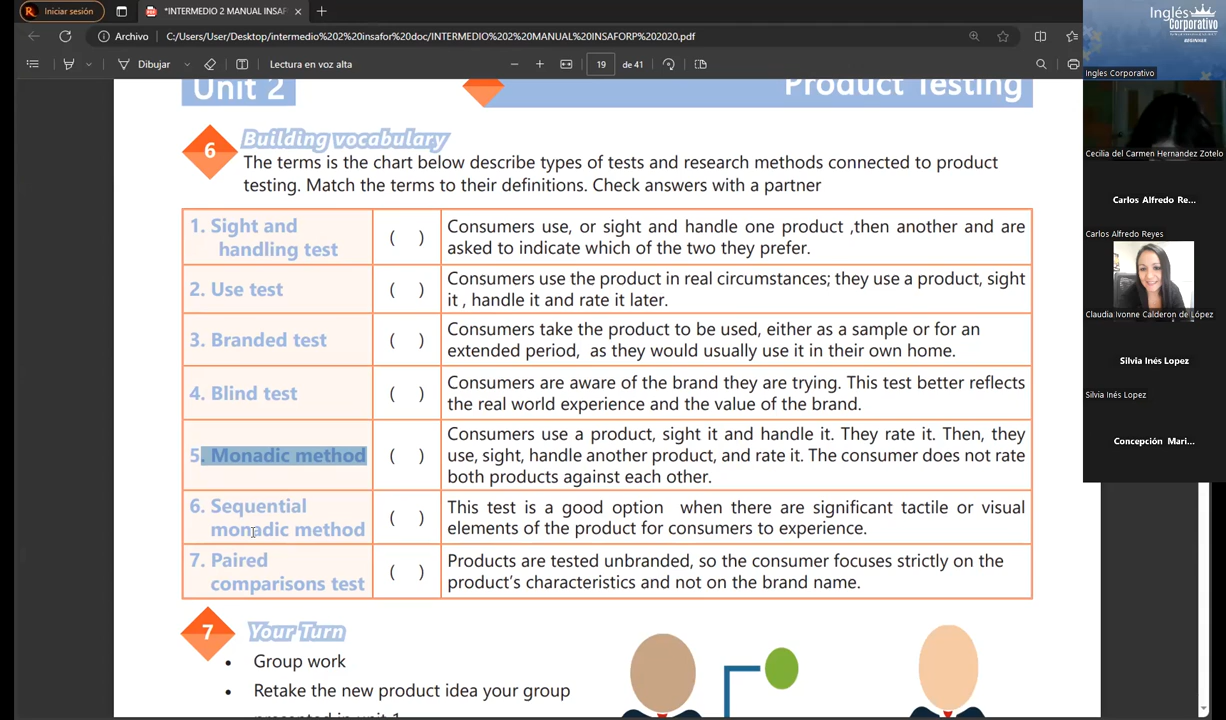 Iniciar sesión
*INTERMEDIO 2 MANUAL INSAF
Archivo
C:/Users/User/Desktop/intermedio%202%20insafor%20doc/INTERMEDIO%202%20MANUAL%20INSAFORP%202020.pdf
Dibujar
Lectura en voz alta
19
de 41
Unit 2
Product Testing
6
Building vocabulary
The terms is the chart below describe types of tests and research methods connected to product
testing. Match the terms to their definitions. Check answers with a partner
1. Sight and
handling test
( )
Consumers use, or sight and handle one product ,then another and are
asked to indicate which of the two they prefer.
2. Use test
( )
Consumers use the product in real circumstances; they use a product, sight
it , handle it and rate it later.
3. Branded test
( )
Consumers take the product to be used, either as a sample or for an
extended period, as they would usually use it in their own home.
4. Blind test
( )
Consumers are aware of the brand they are trying. This test better reflects
the real world experience and the value of the brand.
5. Monadic method
( )
Consumers use a product, sight it and handle it. They rate it. Then, they
use, sight, handle another product, and rate it. The consumer does not rate
both products against each other.
6. Sequential
monadic method
( )
This test is a good option when there are significant tactile or visual
elements of the product for consumers to experience.
7. Paired
comparisons test
( )
Products are tested unbranded, so the consumer focuses strictly on the
product's characteristics and not on the brand name.
7
Your Turn
• Group work
• Retake the new product idea your group
presented in unit 1
Inglés
Corporativo
BEGINNER
Ingles Corporativo
Cecilia del Carmen Hernandez Zotelo
Carlos Alfredo Re...
Carlos Alfredo Reyes
Claudia Ivonne Calderon de López
Silvia Inés Lopez
Silvia Inés Lopez
Concepción Mari...